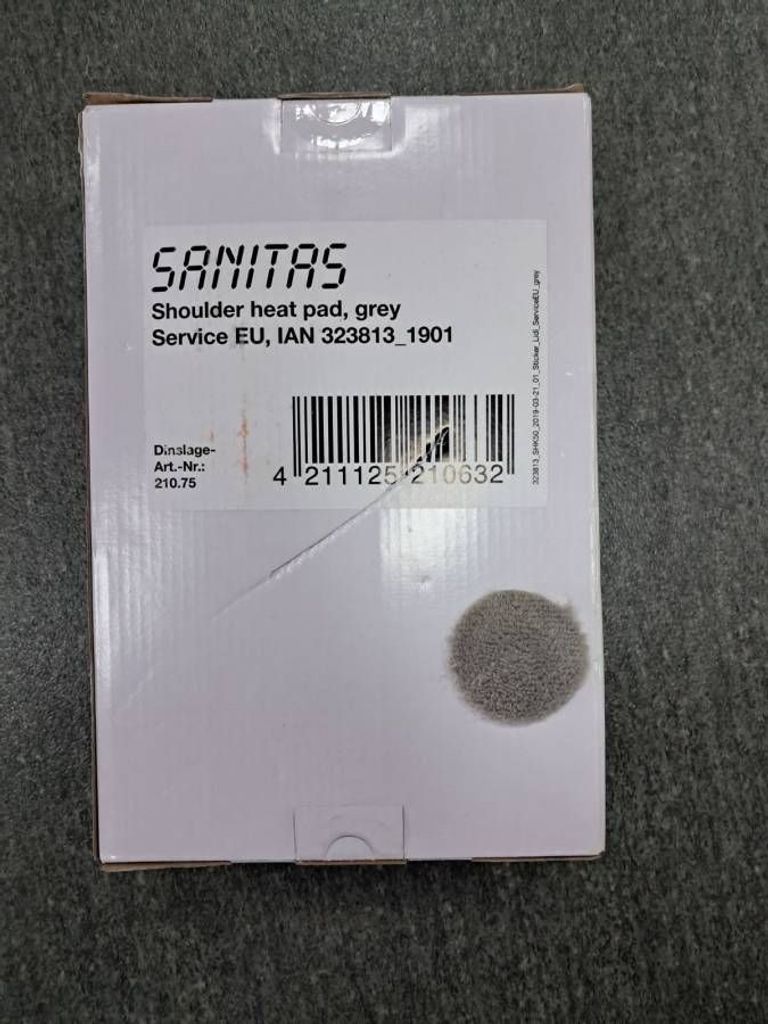 SANITAS
Shoulder heat pad, grey
Service EU, IAN 323813_1901
Dinslage-
Art.-Nr.:
210.75
4 211125 210632
323813_SHK50_2019-03-21_01_Sticker_Lidl_ServiceEU_grey